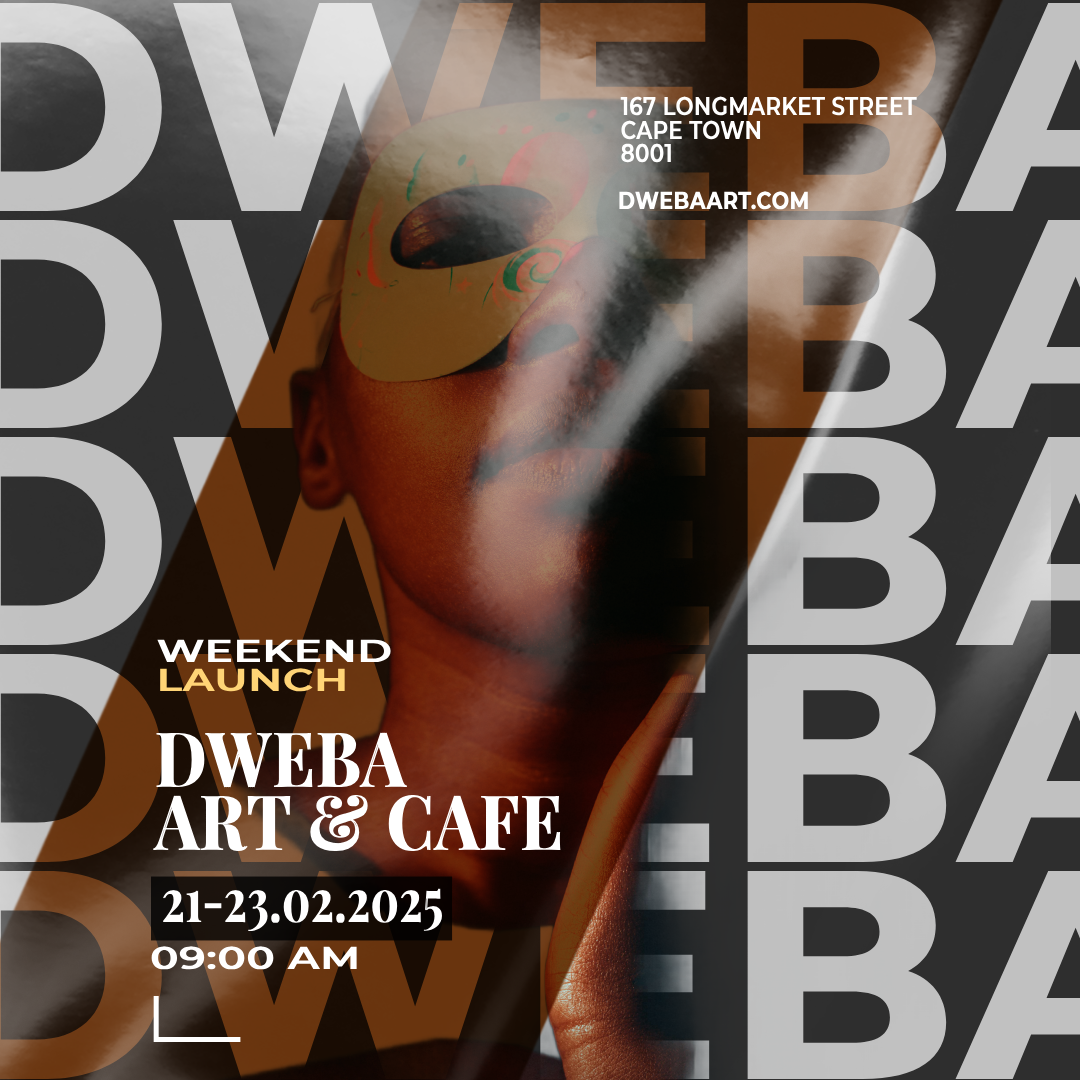 DWEBA
167 LONGMARKET STREET
CAPE TOWN
8001
DWEBAART.COM
DWEBA
DWEBA
DWEBA
WEEKEND
LAUNCH
DWEBA
ART & CAFE
21-23.02.2025
09:00 AM
DWEBA